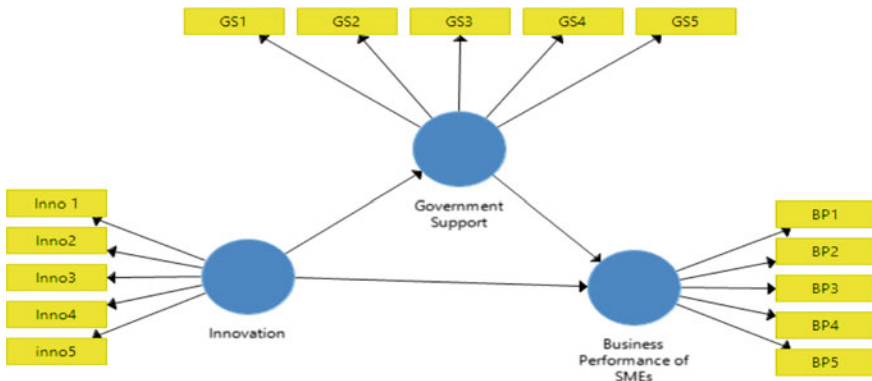 GS1 GS2 GS3 GS4 GS5
Government
Support
Inno 1
Inno2
Inno3
Inno4
inno5
Innovation
BP1
BP2
BP3
BP4
BP5
Business
Performance of
SMEs